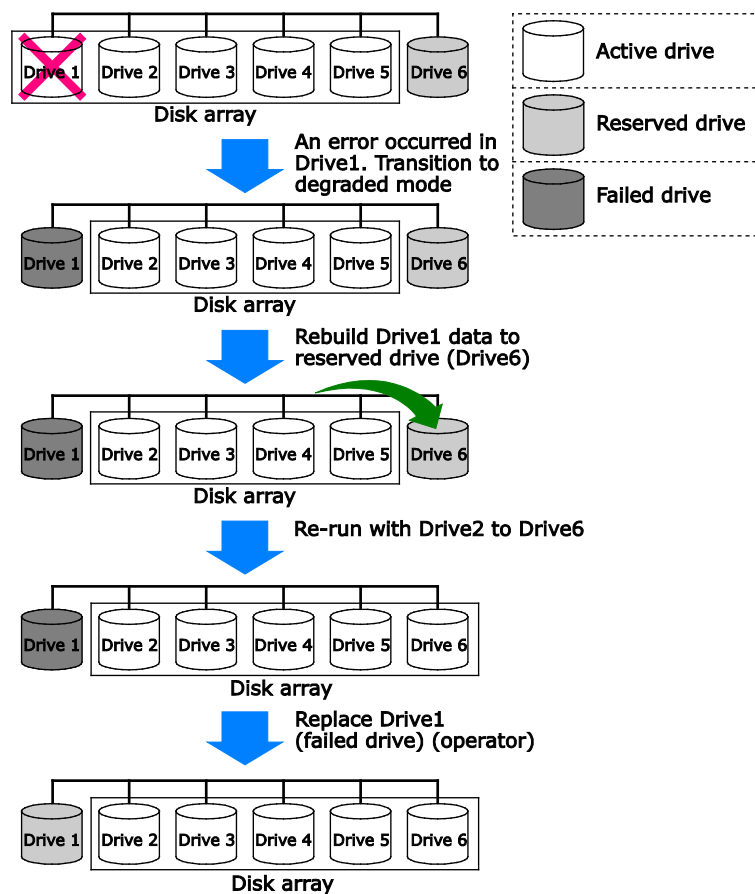 Drive 1 Drive 2 Drive 3 Drive 4 Drive 5 Drive 6
Disk array
Active drive
Reserved drive
Failed drive
An error occurred in
Drive1. Transition to
degraded mode
Drive 1 Drive 2 Drive 3 Drive 4 Drive 5 Drive 6
Disk array
Rebuild Drive1 data to
reserved drive (Drive6)
Drive 1 Drive 2 Drive 3 Drive 4 Drive 5 Drive 6
Disk array
Re-run with Drive2 to Drive6
Drive 1 Drive 2 Drive 3 Drive 4 Drive 5 Drive 6
Disk array
Replace Drive1
(failed drive) (operator)
Drive 1 Drive 2 Drive 3 Drive 4 Drive 5 Drive 6
Disk array